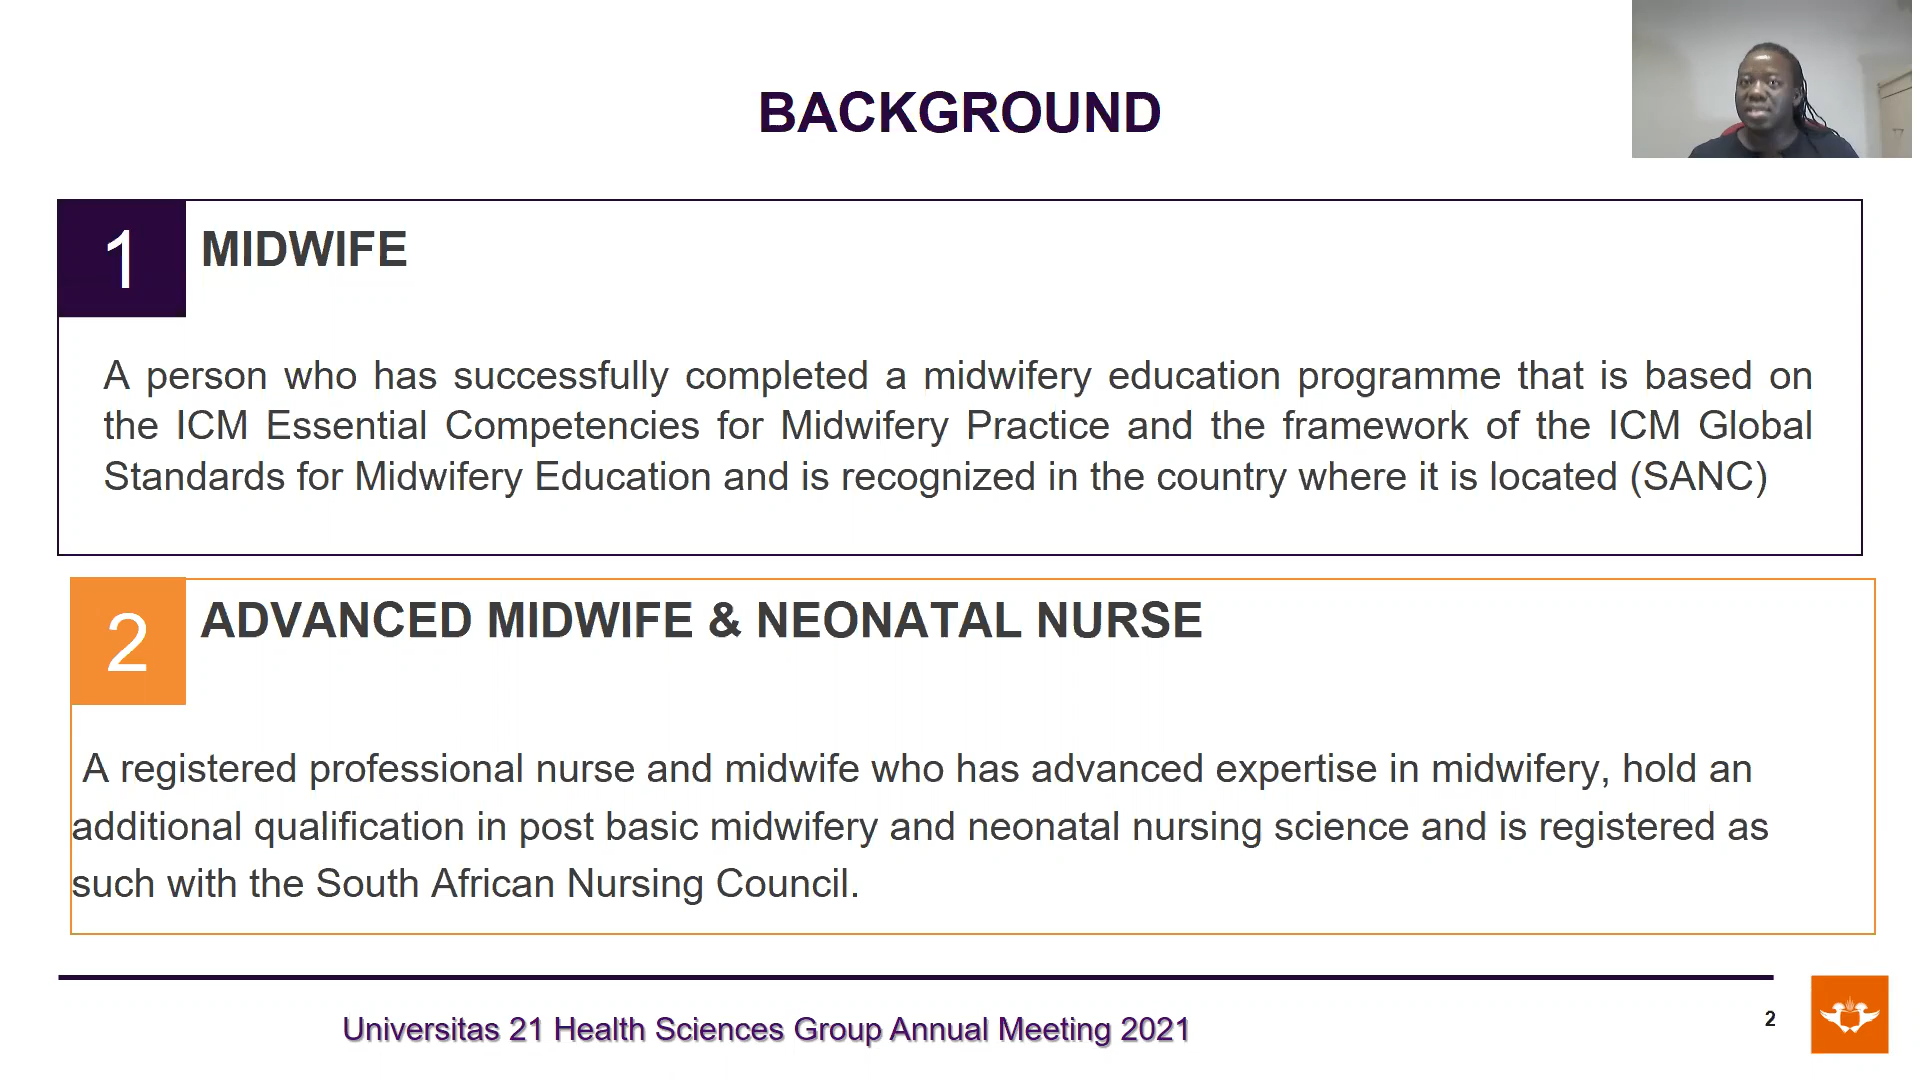 BACKGROUND
1
MIDWIFE
A person who has successfully completed a midwifery education programme that is based on
the ICM Essential Competencies for Midwifery Practice and the framework of the ICM Global
Standards for Midwifery Education and is recognized in the country where it is located (SANC)
2
ADVANCED MIDWIFE & NEONATAL NURSE
A registered professional nurse and midwife who has advanced expertise in midwifery, hold an
additional qualification in post basic midwifery and neonatal nursing science and is registered as
such with the South African Nursing Council.
Universitas 21 Health Sciences Group Annual Meeting 2021
2